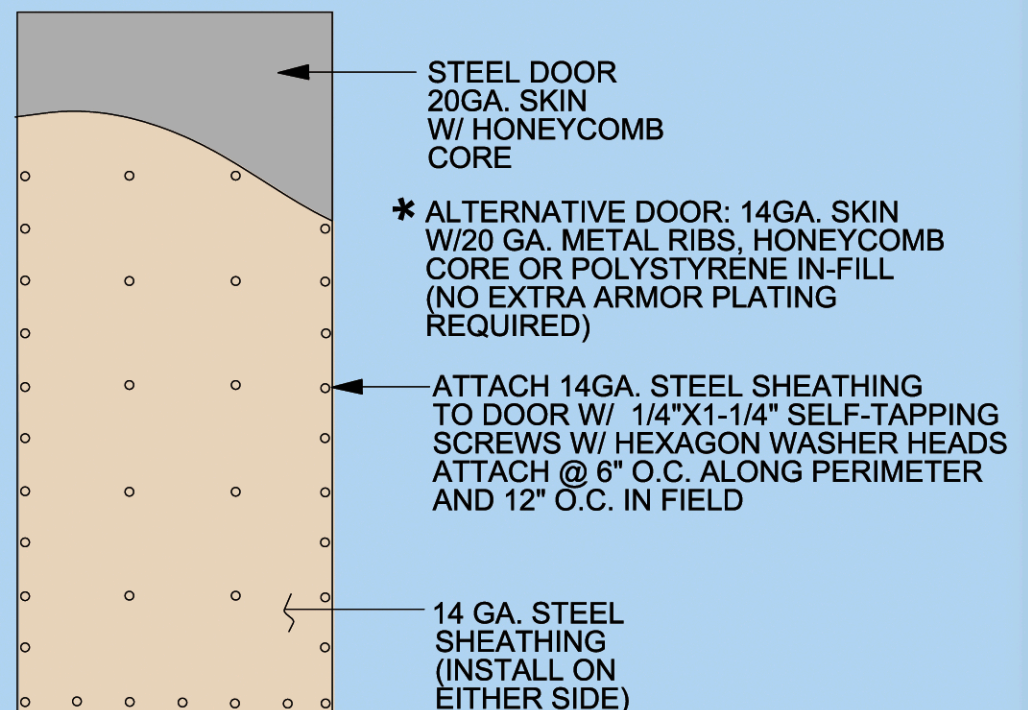 STEEL DOOR
20GA. SKIN
W/ HONEYCOMB
CORE
* ALTERNATIVE DOOR: 14GA. SKIN
W/20 GA. METAL RIBS, HONEYCOMB
CORE OR POLYSTYRENE IN-FILL
(NO EXTRA ARMOR PLATING
REQUIRED)
ATTACH 14GA. STEEL SHEATHING
TO DOOR W/ 1/4"X1-1/4" SELF-TAPPING
SCREWS W/ HEXAGON WASHER HEADS
ATTACH @ 6" O.C. ALONG PERIMETER
AND 12" O.C. IN FIELD
14 GA. STEEL
SHEATHING
(INSTALL ON
EITHER SIDE)